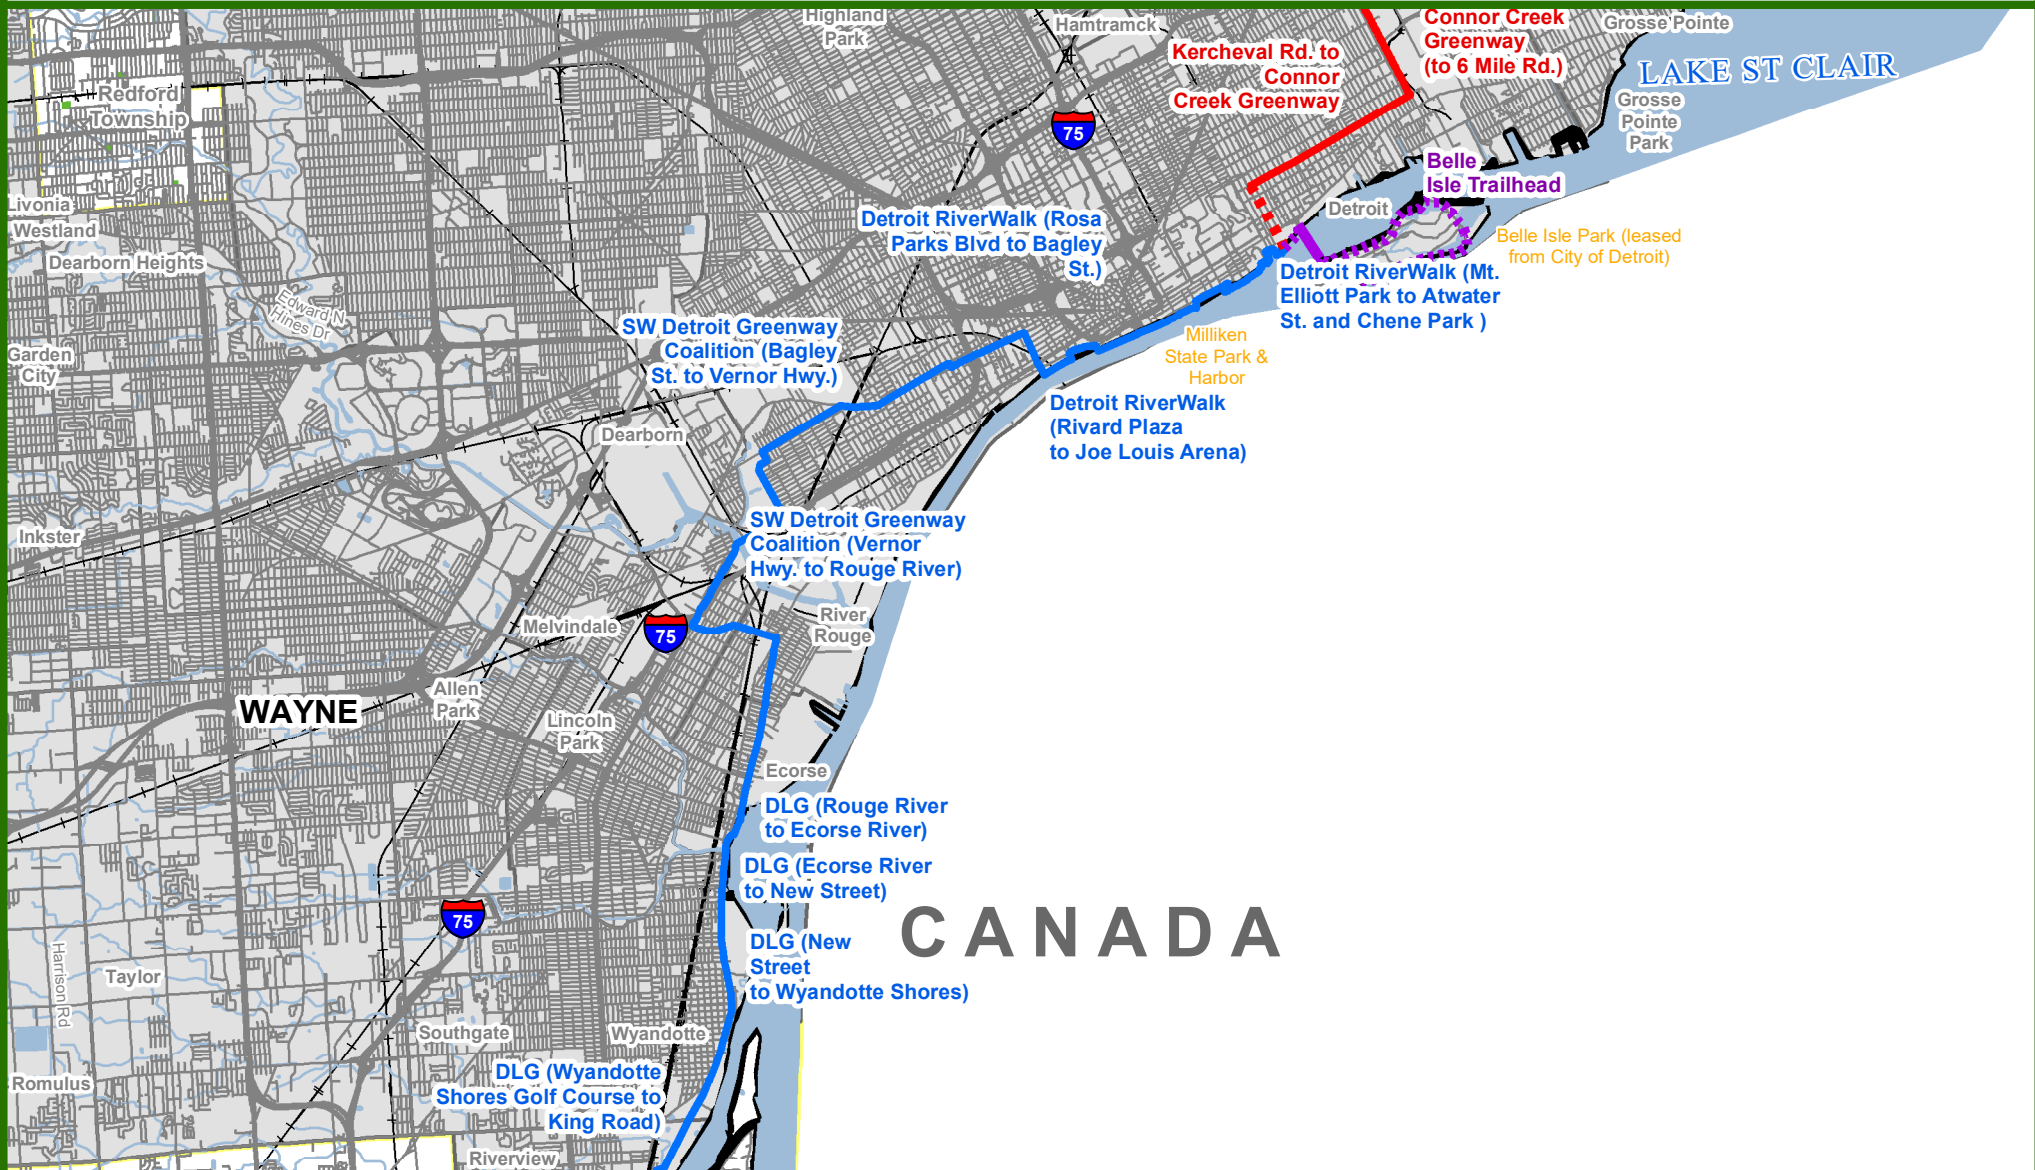 Highland
Park
Hamtramck
Connor Creek
Greenway
(to 6 Mile Rd.)
Grosse Pointe
Kercheval Rd. to
Connor
Creek Greenway
LAKE ST CLAIR
Redford
Township
Grosse
Pointe
Park
75
Belle
Isle Trailhead
Livonia
Westland
Detroit
Detroit RiverWalk (Rosa
Parks Blvd to Bagley
St.)
Belle Isle Park (leased
from City of Detroit)
Dearborn Heights
Detroit RiverWalk (Mt.
Elliott Park to Atwater
St. and Chene Park )
Edward N.
Hines Dr
SW Detroit Greenway
Coalition (Bagley
St. to Vernor Hwy.)
Milliken
State Park &
Harbor
Garden
City
Detroit RiverWalk
(Rivard Plaza
to Joe Louis Arena)
Dearborn
Inkster
SW Detroit Greenway
Coalition (Vernor
Hwy. to Rouge River)
River
Rouge
Melvindale
75
Allen
Park
WAYNE
Lincoln
Park
Ecorse
DLG (Rouge River
to Ecorse River)
DLG (Ecorse River
to New Street)
75
CANADA
DLG (New
Street
to Wyandotte Shores)
Harrison Rd
Taylor
Southgate
Wyandotte
Romulus
DLG (Wyandotte
Shores Golf Course to
King Road)
Riverview